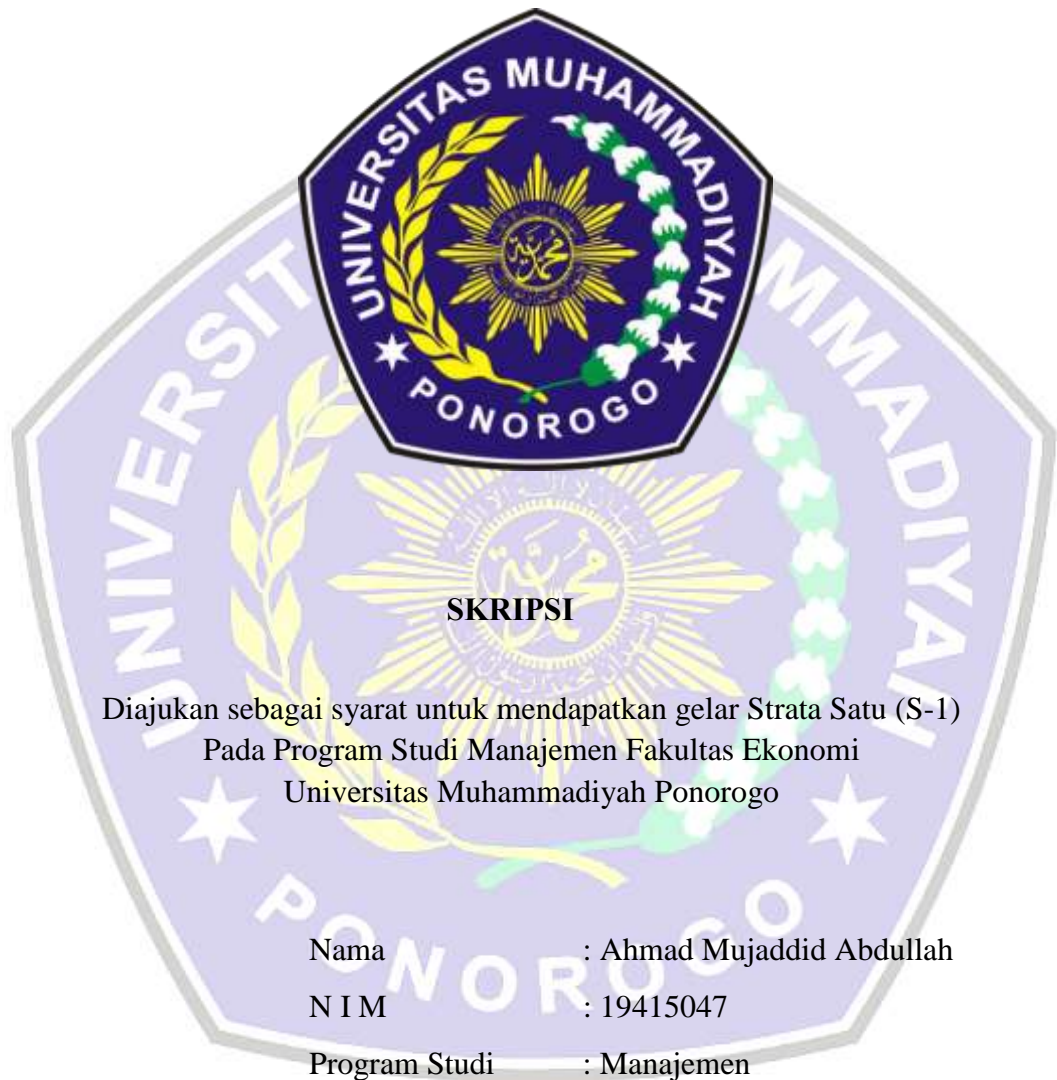 UNIVERSITAS MUHAMMADIYAH
PONOROGO
محمدية
SKRIPSI
Diajukan sebagai syarat untuk mendapatkan gelar Strata Satu (S-1)
Pada Program Studi Manajemen Fakultas Ekonomi
Universitas Muhammadiyah Ponorogo
Nama : Ahmad Mujaddid Abdullah
N I M : 19415047
Program Studi : Manajemen